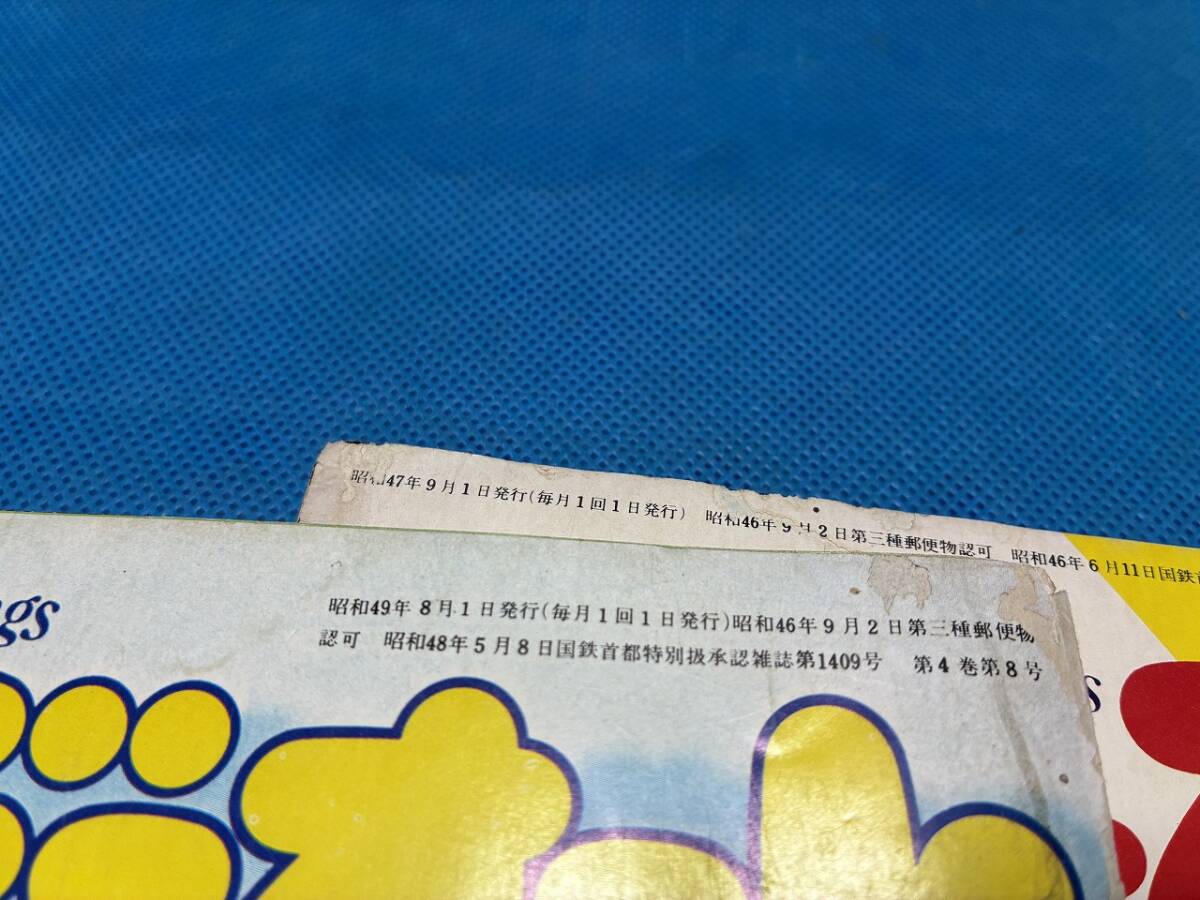 昭和47年9月1日発行(毎月1回1日発行) 昭和46年9月2日第三種郵便物認可 昭和46年6月11日国鉄
ngs
昭和49年8月1日発行(毎月1回1日発行)昭和46年9月2日第三種郵便物
認可 昭和48年5月8日国鉄首都特別扱承認雑誌第1409号 第4巻第8号
s